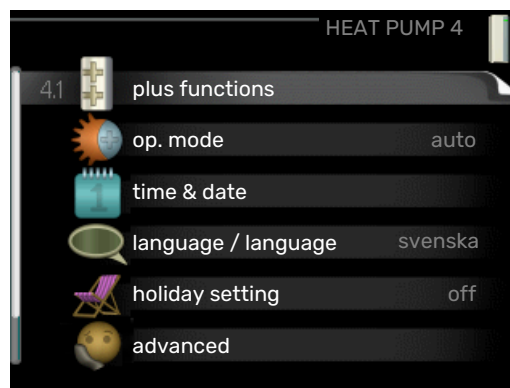 HEAT PUMP 4
4.1 plus functions
op. mode auto
1
time & date
language / language svenska
holiday setting off
advanced